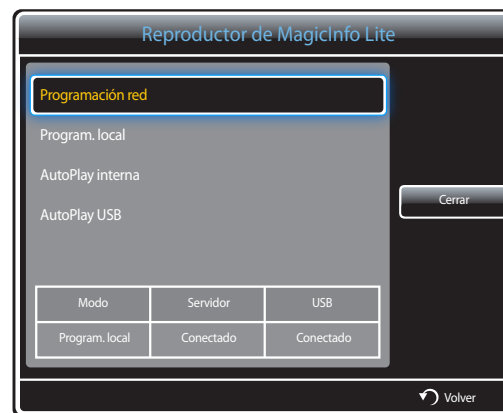 Reproductor de MagicInfo Lite
Programación red
Program. local
AutoPlay interna
AutoPlay USB
Cerrar
Modo Servidor USB
Program. local Conectado Conectado
Volver